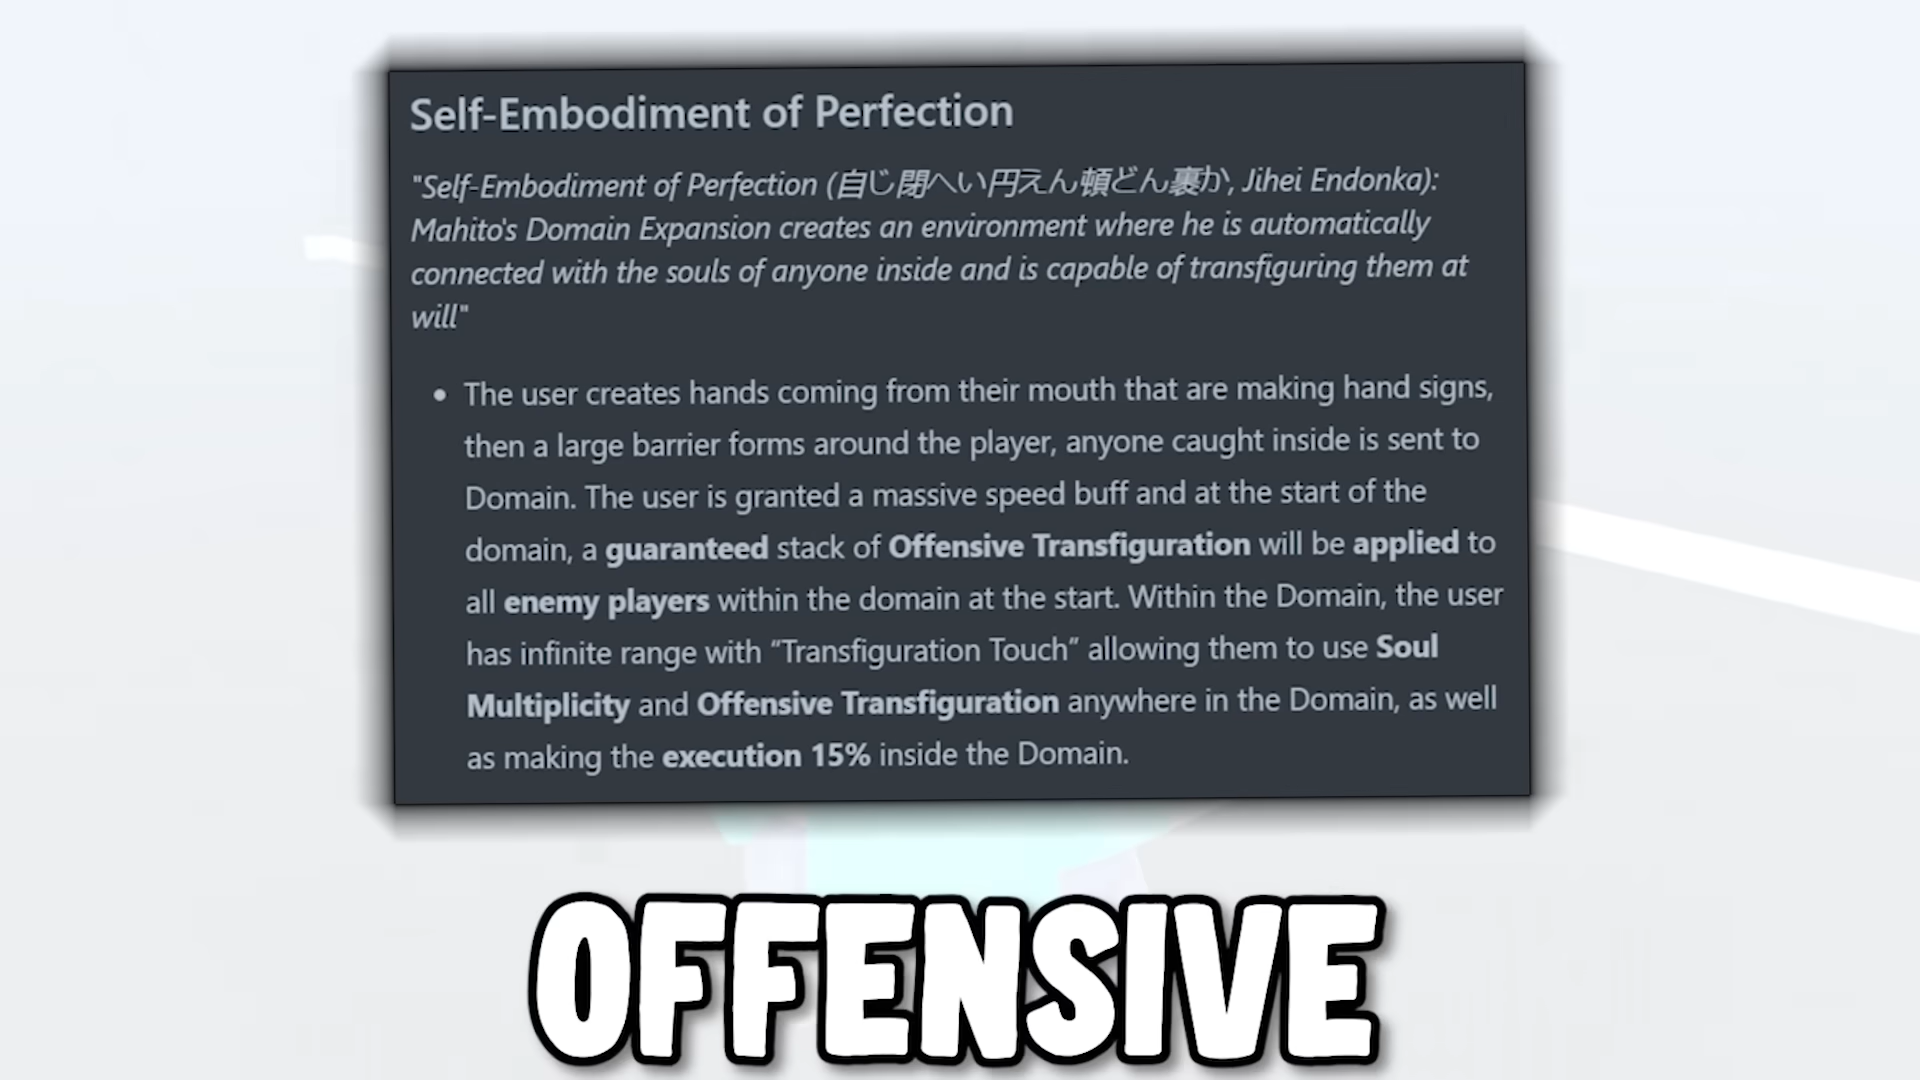 Self-Embodiment of Perfection
"Self-Embodiment of Perfection (自じ閉へい円えん頓どん裹か, Jihei Endonka):
Mahito's Domain Expansion creates an environment where he is automatically
connected with the souls of anyone inside and is capable of transfiguring them at
will"
• The user creates hands coming from their mouth that are making hand signs,
then a large barrier forms around the player, anyone caught inside is sent to
Domain. The user is granted a massive speed buff and at the start of the
domain, a guaranteed stack of Offensive Transfiguration will be applied to
all enemy players within the domain at the start. Within the Domain, the user
has infinite range with “Transfiguration Touch” allowing them to use Soul
Multiplicity and Offensive Transfiguration anywhere in the Domain, as well
as making the execution 15% inside the Domain.
OFFENSIVE